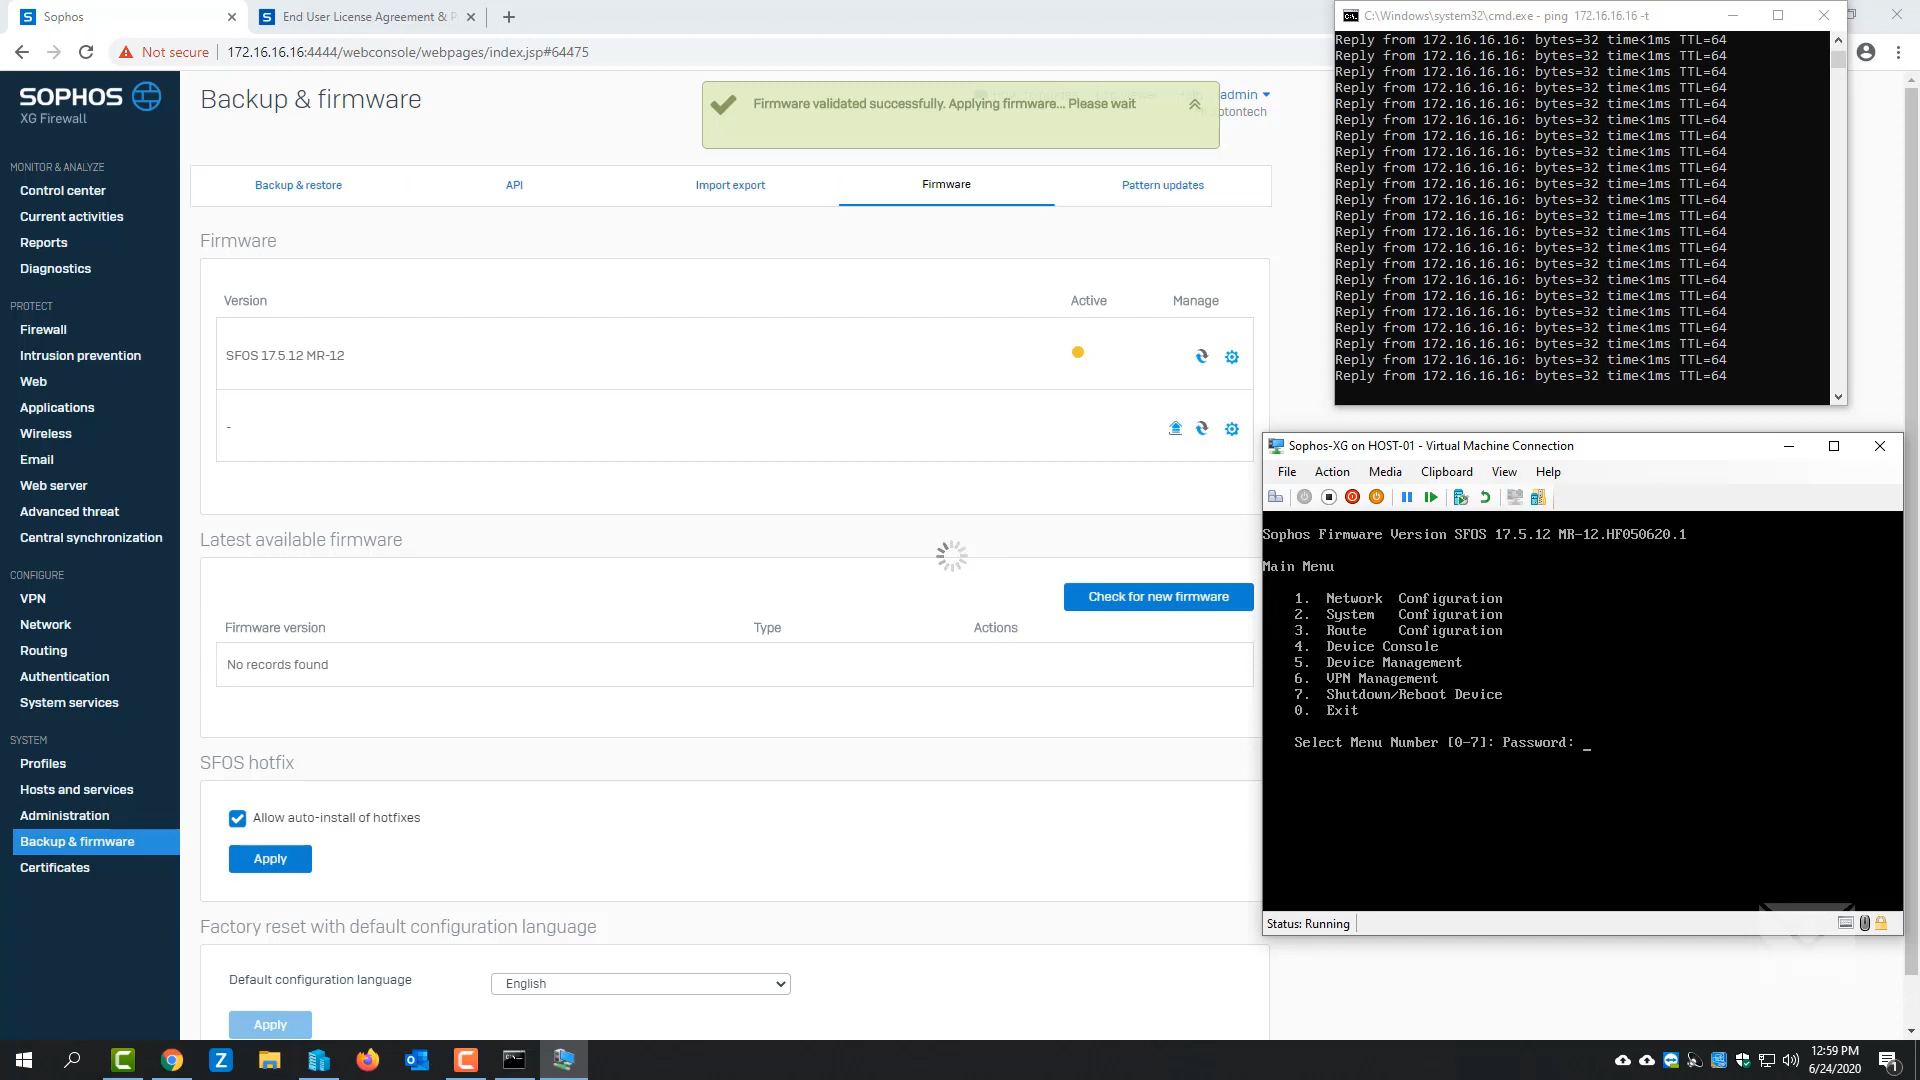 Sophos
End User License Agreement & P
Not secure
172.16.16.16:4444/webconsole/webpages/index.jsp#64475
SOPHOS
XG Firewall
MONITOR & ANALYZE
Control center
Current activities
Reports
Diagnostics
PROTECT
Firewall
Intrusion prevention
Web
Applications
Wireless
Email
Web server
Advanced threat
Central synchronization
CONFIGURE
VPN
Network
Routing
Authentication
System services
SYSTEM
Profiles
Hosts and services
Administration
Backup & firmware
Certificates
Backup & firmware
Firmware validated successfully. Applying firmware... Please wait
admin
otontech
Backup & restore
API
Import export
Firmware
Pattern updates
Firmware
Version
Active
Manage
SFOS 17.5.12 MR-12
-
Latest available firmware
Check for new firmware
Firmware version
Type
Actions
No records found
SFOS hotfix
Allow auto-install of hotfixes
Apply
Factory reset with default configuration language
Default configuration language
English
Apply
C:\Windows\system32\cmd.exe - ping 172.16.16.16 -t
Reply from 172.16.16.16: bytes=32 time<1ms TTL=64
Reply from 172.16.16.16: bytes=32 time<1ms TTL=64
Reply from 172.16.16.16: bytes=32 time<1ms TTL=64
Reply from 172.16.16.16: bytes=32 time<1ms TTL=64
Reply from 172.16.16.16: bytes=32 time<1ms TTL=64
Reply from 172.16.16.16: bytes=32 time<1ms TTL=64
Reply from 172.16.16.16: bytes=32 time<1ms TTL=64
Reply from 172.16.16.16: bytes=32 time<1ms TTL=64
Reply from 172.16.16.16: bytes=32 time<1ms TTL=64
Reply from 172.16.16.16: bytes=32 time=1ms TTL=64
Reply from 172.16.16.16: bytes=32 time<1ms TTL=64
Reply from 172.16.16.16: bytes=32 time=1ms TTL=64
Reply from 172.16.16.16: bytes=32 time<1ms TTL=64
Reply from 172.16.16.16: bytes=32 time<1ms TTL=64
Reply from 172.16.16.16: bytes=32 time<1ms TTL=64
Reply from 172.16.16.16: bytes=32 time<1ms TTL=64
Reply from 172.16.16.16: bytes=32 time<1ms TTL=64
Reply from 172.16.16.16: bytes=32 time<1ms TTL=64
Reply from 172.16.16.16: bytes=32 time<1ms TTL=64
Reply from 172.16.16.16: bytes=32 time<1ms TTL=64
Reply from 172.16.16.16: bytes=32 time<1ms TTL=64
Reply from 172.16.16.16: bytes=32 time<1ms TTL=64
Sophos-XG on HOST-01 - Virtual Machine Connection
File Action Media Clipboard View Help
Sophos Firmware Version SFOS 17.5.12 MR-12.HF050620.1
Main Menu
1. Network Configuration
2. System Configuration
3. Route Configuration
4. Device Console
5. Device Management
6. VPN Management
7. Shutdown/Reboot Device
0. Exit
Select Menu Number [0-7]: Password: _
Status: Running
12:59 PM
6/24/2020
1